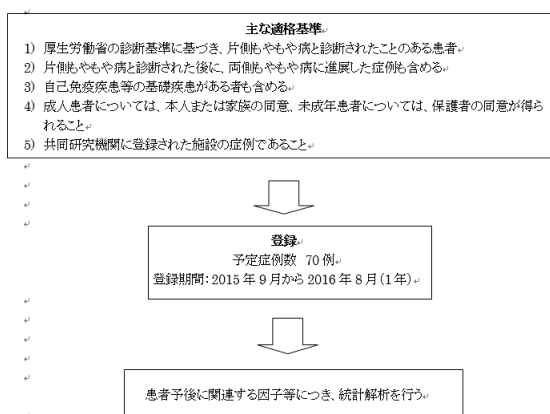 主な適格基準
1) 厚生労働省の診断基準に基づき、片側もやもや病と診断されたことのある患者
2) 片側もやもや病と診断された後に、両側もやもや病に進展した症例も含める
3) 自己免疫疾患等の基礎疾患がある者も含める
4) 成人患者については、本人または家族の同意、未成年患者については、保護者の同意が得ら
れること
5) 共同研究機関に登録された施設の症例であること
登録
予定症例数 70 例
登録期間：2015 年 9 月から 2016 年 8 月(1 年)
患者予後に関連する因子等につき、統計解析を行う